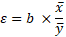 ε = b × x̄/ȳ